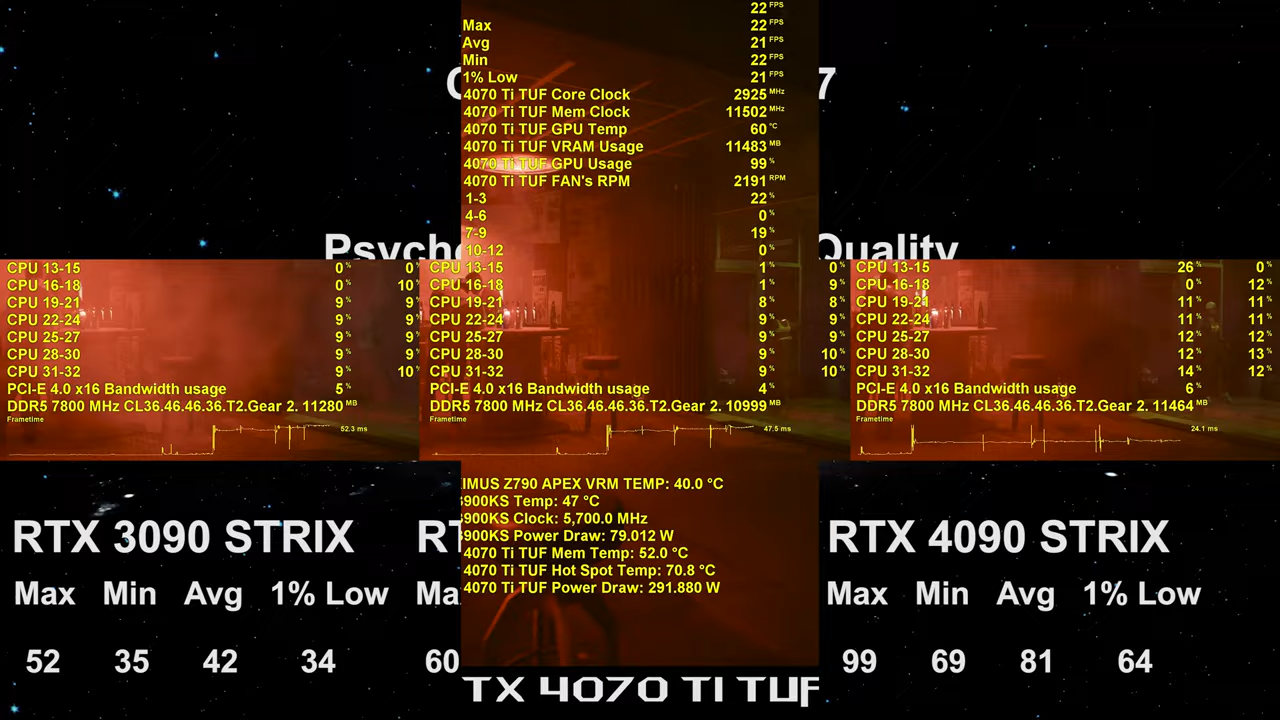 22 FPS
Max 22 FPS
Avg 21 FPS
Min 22 FPS
1% Low 21 FPS
4070 Ti TUF Core Clock 2925 MHz
4070 Ti TUF Mem Clock 11502 MHz
4070 Ti TUF GPU Temp 60 °C
4070 Ti TUF VRAM Usage 11483 MB
4070 Ti TUF GPU Usage 99 %
4070 Ti TUF FAN's RPM 2191 RPM
1-3 22 %
4-6 0 %
7-9 19 %
10-12 0 %
7
Quality
CPU 13-15 0 % 0 %
CPU 16-18 0 % 10 %
CPU 19-21 9 % 9 %
CPU 22-24 9 % 9 %
CPU 25-27 9 % 9 %
CPU 28-30 9 % 9 %
CPU 31-32 9 % 10 %
PCI-E 4.0 x16 Bandwidth usage 5 %
DDR5 7800 MHz CL36.46.46.36.T2.Gear 2. 11280 MB
Frametime 52.3 ms
CPU 13-15 1 % 0 %
CPU 16-18 1 % 9 %
CPU 19-21 8 % 8 %
CPU 22-24 9 % 9 %
CPU 25-27 9 % 9 %
CPU 28-30 9 % 10 %
CPU 31-32 9 % 10 %
PCI-E 4.0 x16 Bandwidth usage 4 %
DDR5 7800 MHz CL36.46.46.36.T2.Gear 2. 10999 MB
Frametime 47.5 ms
CPU 13-15 26 % 0 %
CPU 16-18 0 % 12 %
CPU 19-21 11 % 11 %
CPU 22-24 11 % 11 %
CPU 25-27 12 % 12 %
CPU 28-30 12 % 13 %
CPU 31-32 14 % 12 %
PCI-E 4.0 x16 Bandwidth usage 6 %
DDR5 7800 MHz CL36.46.46.36.T2.Gear 2. 11464 MB
Frametime 24.1 ms
IMUS Z790 APEX VRM TEMP: 40.0 °C
900KS Temp: 47 °C
900KS Clock: 5,700.0 MHz
900KS Power Draw: 79.012 W
4070 Ti TUF Mem Temp: 52.0 °C
4070 Ti TUF Hot Spot Temp: 70.8 °C
4070 Ti TUF Power Draw: 291.880 W
TX 4070 TI TUF
RTX 3090 STRIX
Max Min Avg 1% Low
52 35 42 34
60
RTX 4090 STRIX
Max Min Avg 1% Low
99 69 81 64